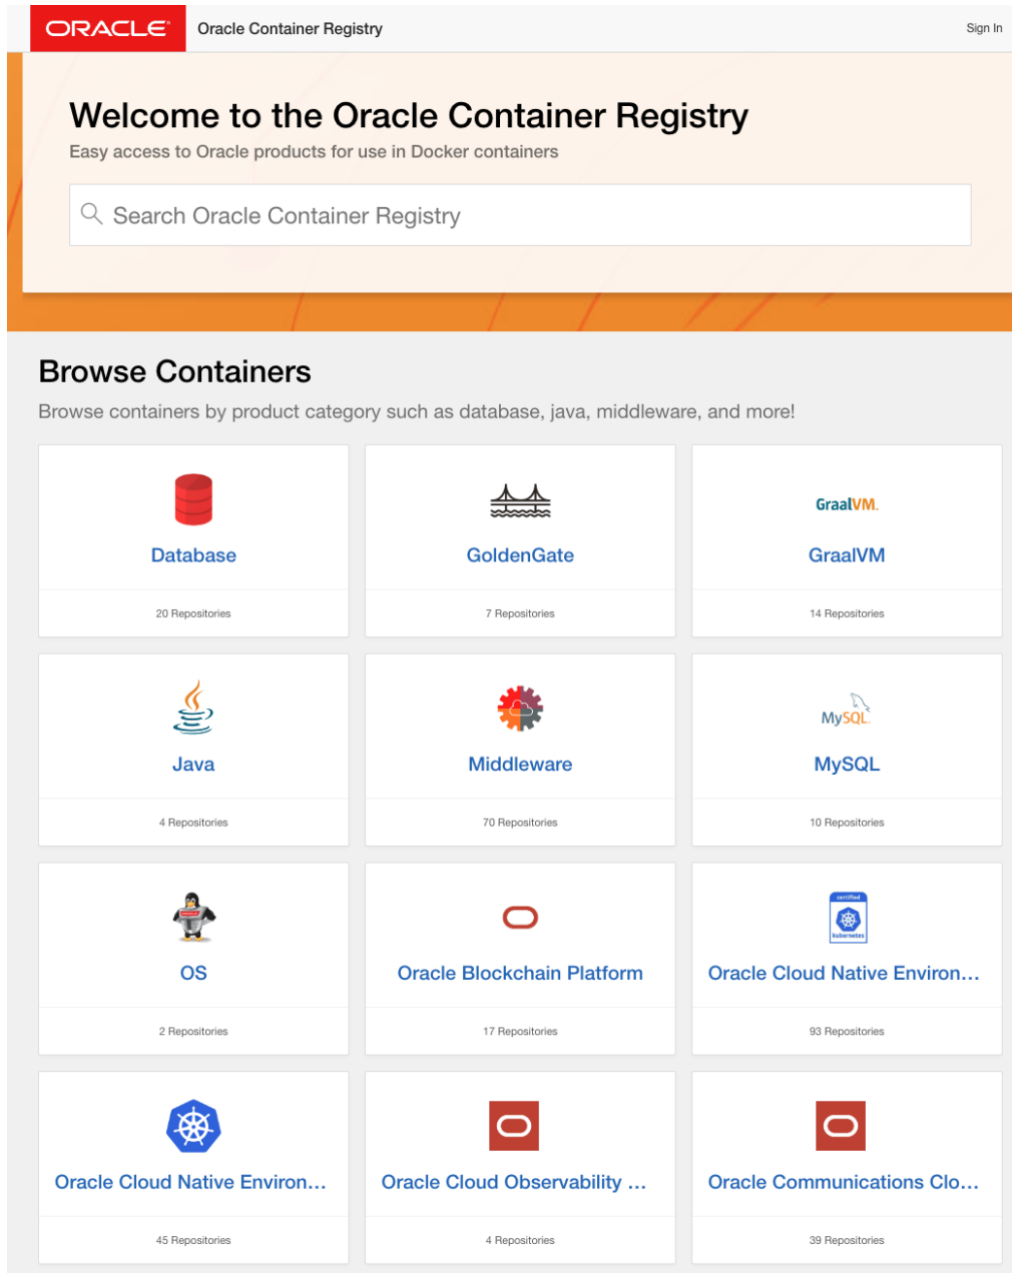 ORACLE Oracle Container Registry Sign In
Welcome to the Oracle Container Registry
Easy access to Oracle products for use in Docker containers
Search Oracle Container Registry
Browse Containers
Browse containers by product category such as database, java, middleware, and more!
Database
20 Repositories
GoldenGate
7 Repositories
GraalVM.
GraalVM
14 Repositories
Java
4 Repositories
Middleware
70 Repositories
MySQL
MySQL
10 Repositories
OS
2 Repositories
Oracle Blockchain Platform
17 Repositories
certified
kubernetes
Oracle Cloud Native Environ...
93 Repositories
Oracle Cloud Native Environ...
45 Repositories
Oracle Cloud Observability ...
4 Repositories
Oracle Communications Clo...
39 Repositories